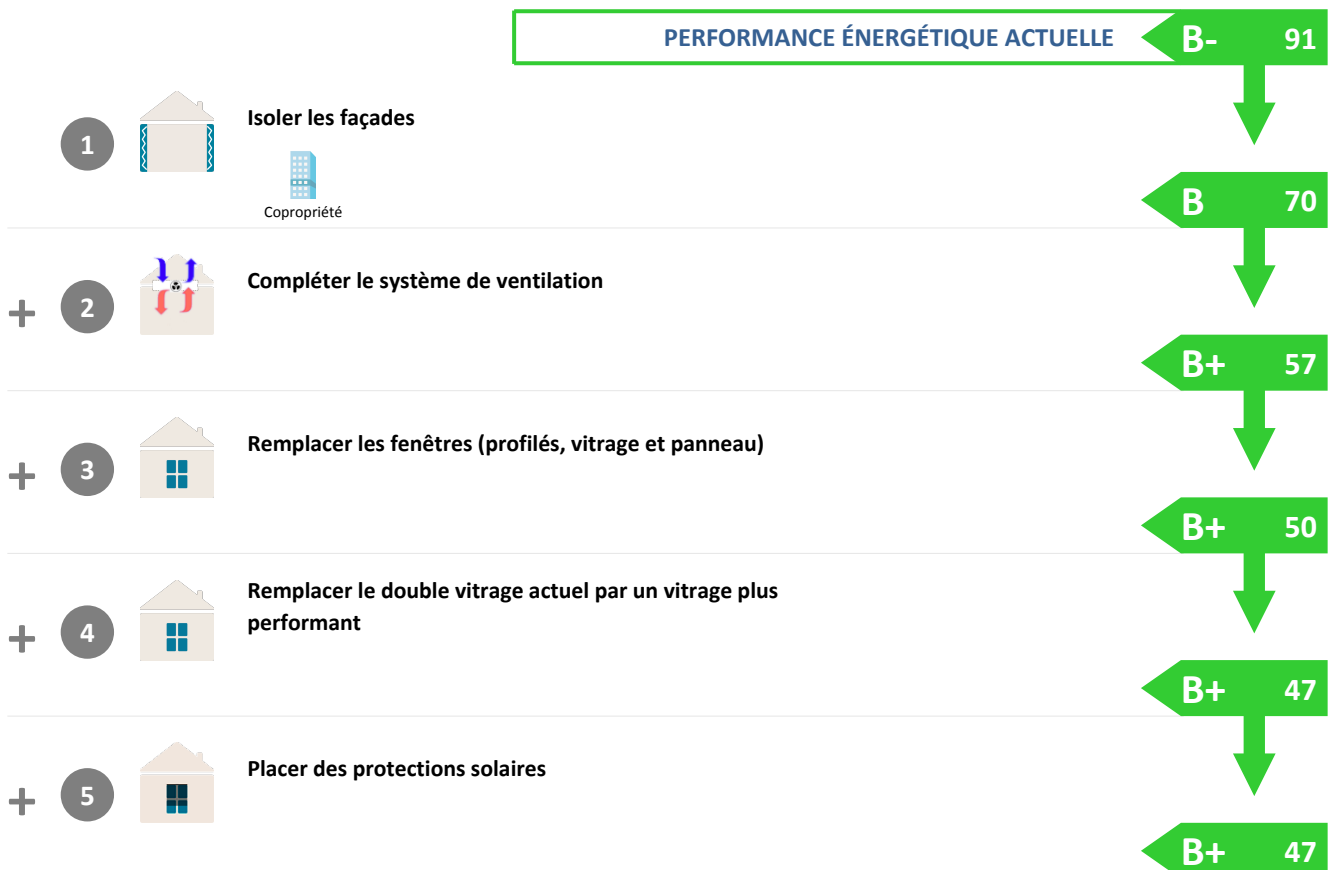 PERFORMANCE ÉNERGÉTIQUE ACTUELLE B- 91
1 Isoler les façades
Copropriété
B 70
+ 2 Compléter le système de ventilation
B+ 57
+ 3 Remplacer les fenêtres (profilés, vitrage et panneau)
B+ 50
+ 4 Remplacer le double vitrage actuel par un vitrage plus
performant
B+ 47
+ 5 Placer des protections solaires
B+ 47